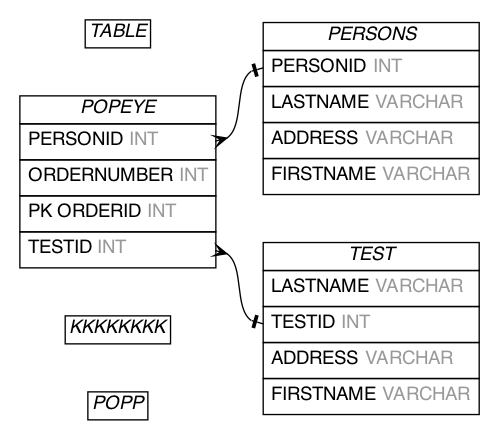 TABLE
POPEYE
PERSONID INT
ORDERNUMBER INT
PK ORDERID INT
TESTID INT
KKKKKKKK
POPP
PERSONS
PERSONID INT
LASTNAME VARCHAR
ADDRESS VARCHAR
FIRSTNAME VARCHAR
TEST
LASTNAME VARCHAR
TESTID INT
ADDRESS VARCHAR
FIRSTNAME VARCHAR